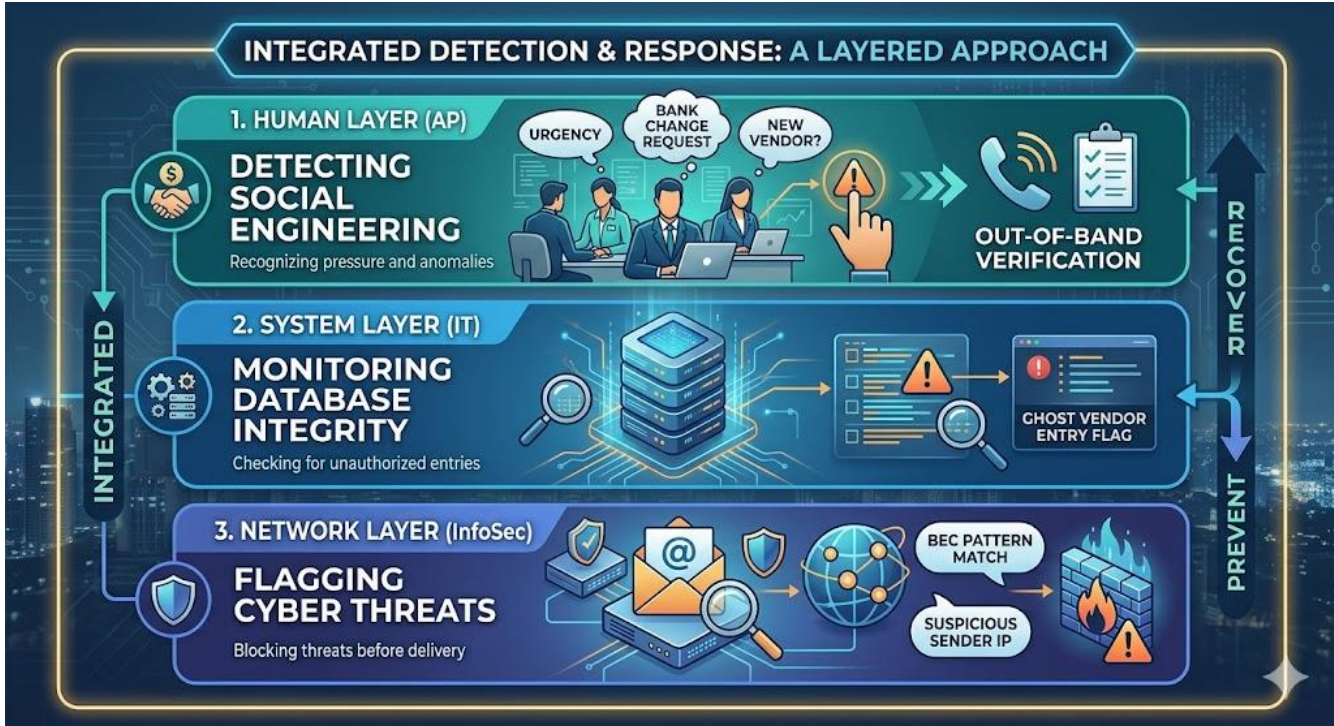 INTEGRATED DETECTION & RESPONSE: A LAYERED APPROACH
1. HUMAN LAYER (AP)
DETECTING
SOCIAL
ENGINEERING
Recognizing pressure and anomalies
URGENCY
BANK
CHANGE
REQUEST
NEW
VENDOR?
OUT-OF-BAND
VERIFICATION
2. SYSTEM LAYER (IT)
MONITORING
DATABASE
INTEGRITY
Checking for unauthorized entries
GHOST VENDOR
ENTRY FLAG
3. NETWORK LAYER (InfoSec)
FLAGGING
CYBER THREATS
Blocking threats before delivery
@
BEC PATTERN
MATCH
SUSPICIOUS
SENDER IP
INTEGRATED
RECOVER
PREVENT